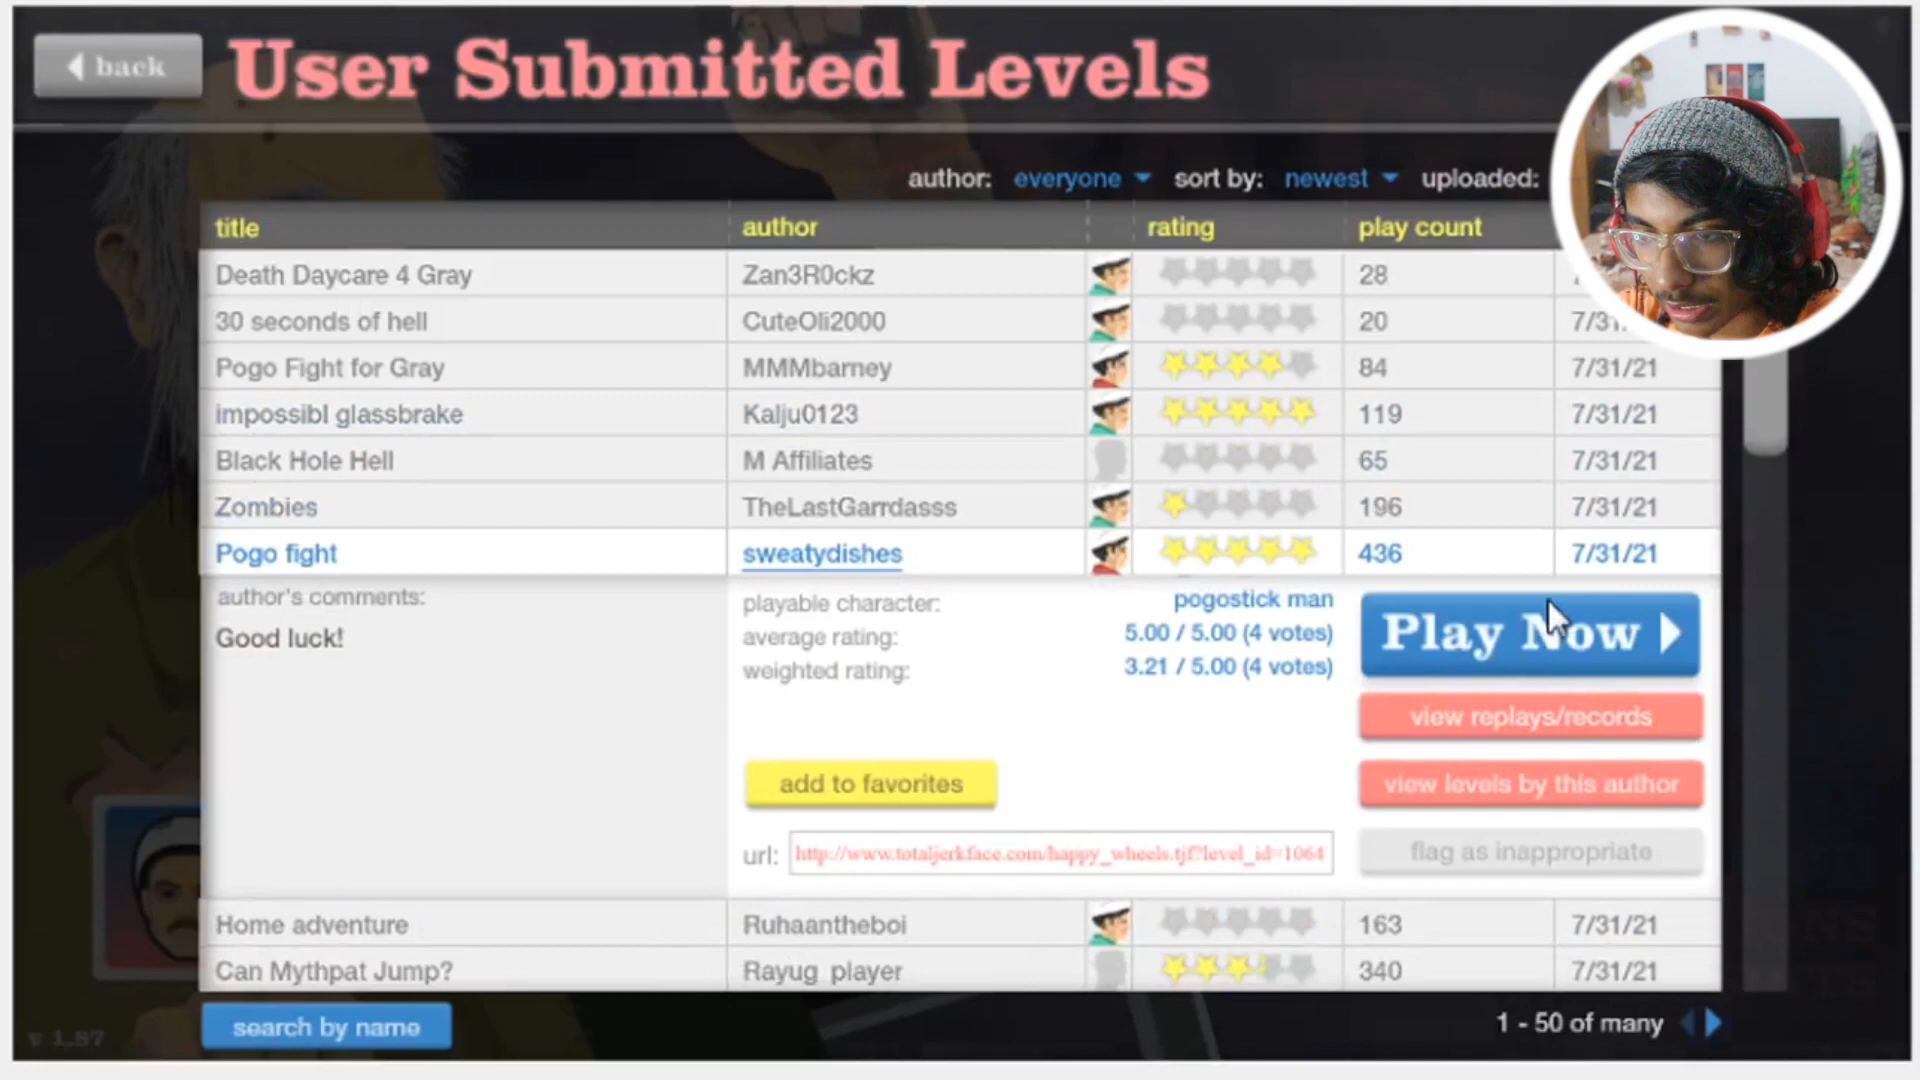 back
User Submitted Levels
author: everyone sort by: newest uploaded:
title author rating play count
Death Daycare 4 Gray Zan3R0ckz 28
30 seconds of hell CuteOli2000 20 7/31
Pogo Fight for Gray MMMbarney 84 7/31/21
impossibl glassbrake Kalju0123 119 7/31/21
Black Hole Hell M Affiliates 65 7/31/21
Zombies TheLastGarrdasss 196 7/31/21
Pogo fight sweatydishes 436 7/31/21
author's comments:
Good luck!
playable character: pogostick man
average rating: 5.00 / 5.00 (4 votes)
weighted rating: 3.21 / 5.00 (4 votes)
Play Now
view replays/records
add to favorites
view levels by this author
url: http://www.totaljerkface.com/happy_wheels.tjf?level_id=1064
flag as inappropriate
Home adventure Ruhaantheboi 163 7/31/21
Can Mythpat Jump? Rayug player 340 7/31/21
search by name
1 - 50 of many
v 1.87